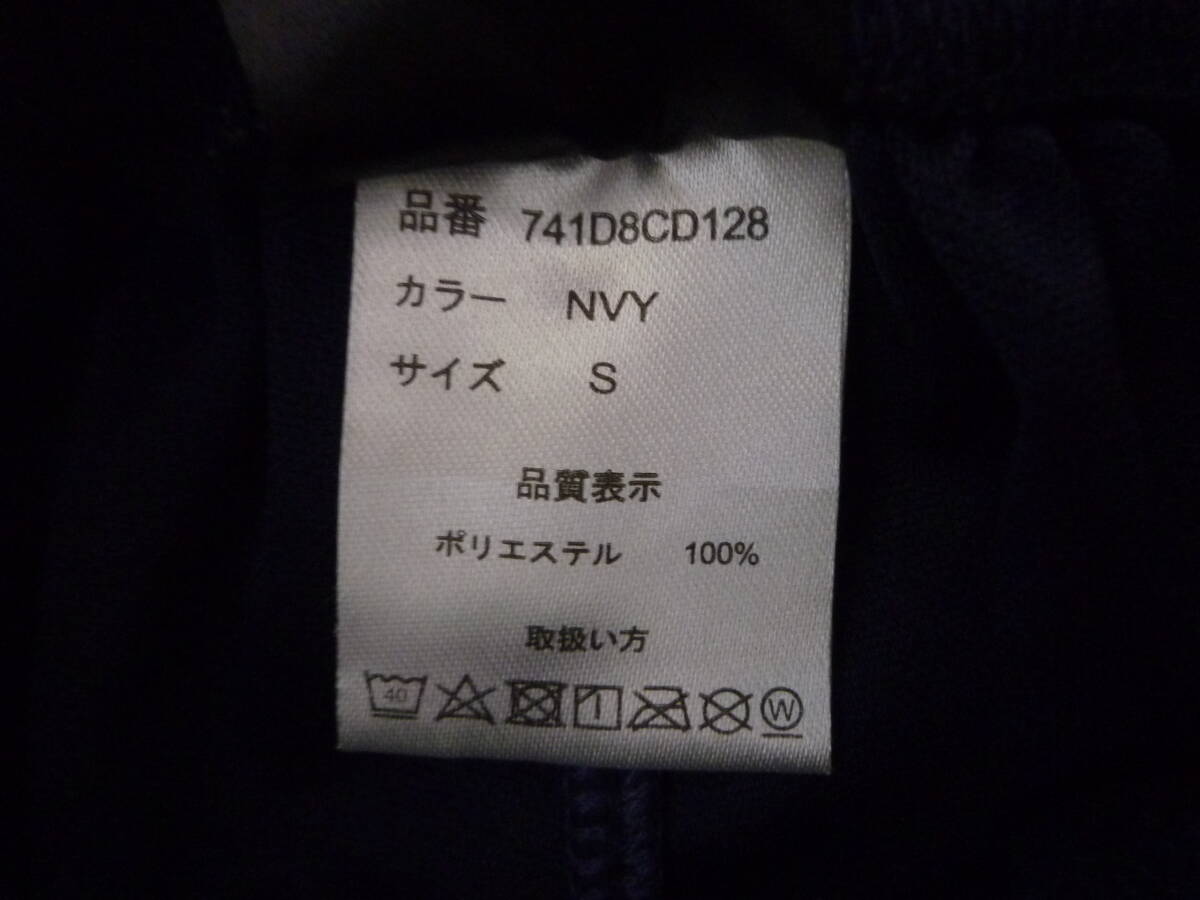 品番 741D8CD128
カラー NVY
サイズ S
品質表示
ポリエステル 100%
取扱い方
40 W